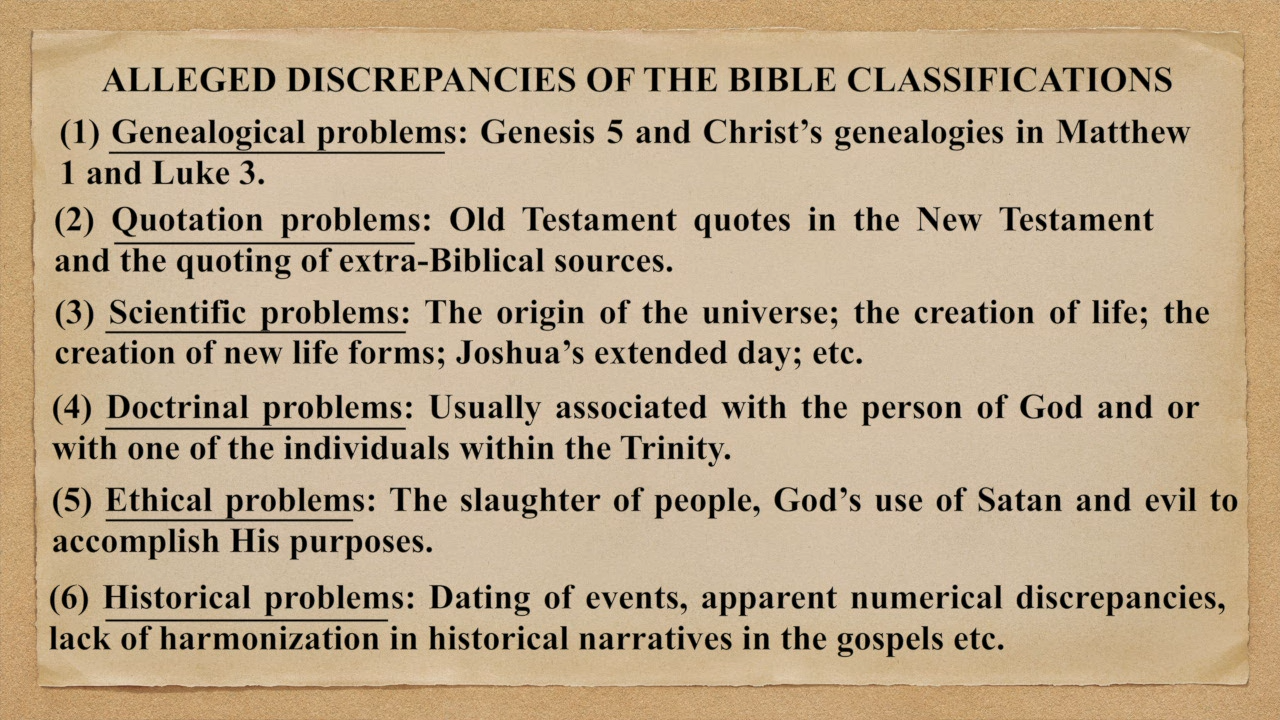 ALLEGED DISCREPANCIES OF THE BIBLE CLASSIFICATIONS
(1) Genealogical problems: Genesis 5 and Christ’s genealogies in Matthew
1 and Luke 3.
(2) Quotation problems: Old Testament quotes in the New Testament
and the quoting of extra-Biblical sources.
(3) Scientific problems: The origin of the universe; the creation of life; the
creation of new life forms; Joshua’s extended day; etc.
(4) Doctrinal problems: Usually associated with the person of God and or
with one of the individuals within the Trinity.
(5) Ethical problems: The slaughter of people, God’s use of Satan and evil to
accomplish His purposes.
(6) Historical problems: Dating of events, apparent numerical discrepancies,
lack of harmonization in historical narratives in the gospels etc.